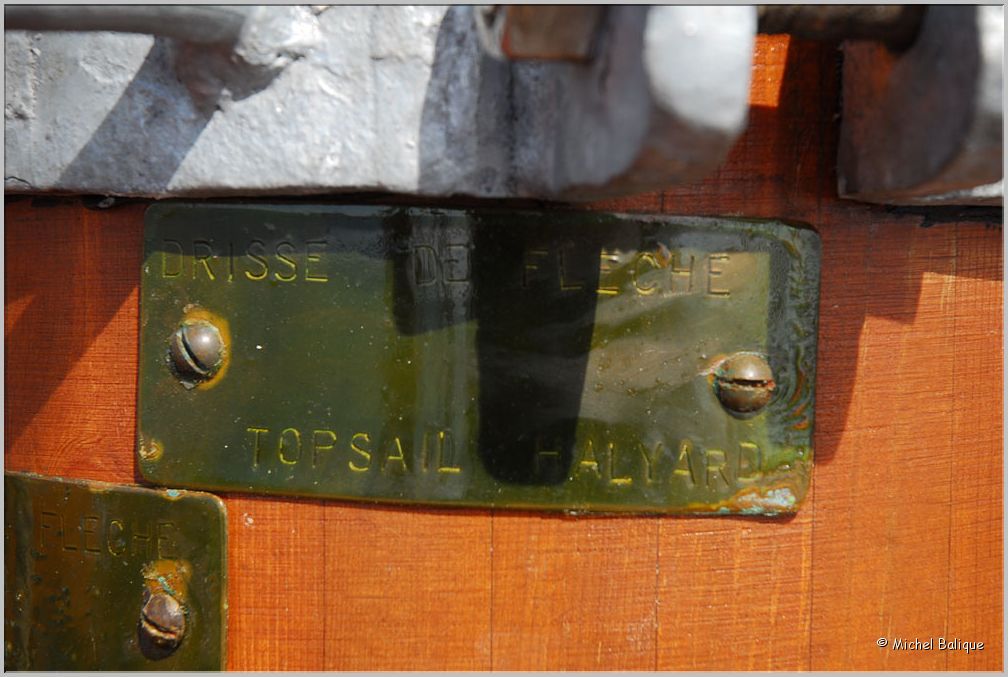 DRISSE DE FLECHE
TOPSAIL HALYARD
FLECHE
© Michel Balique